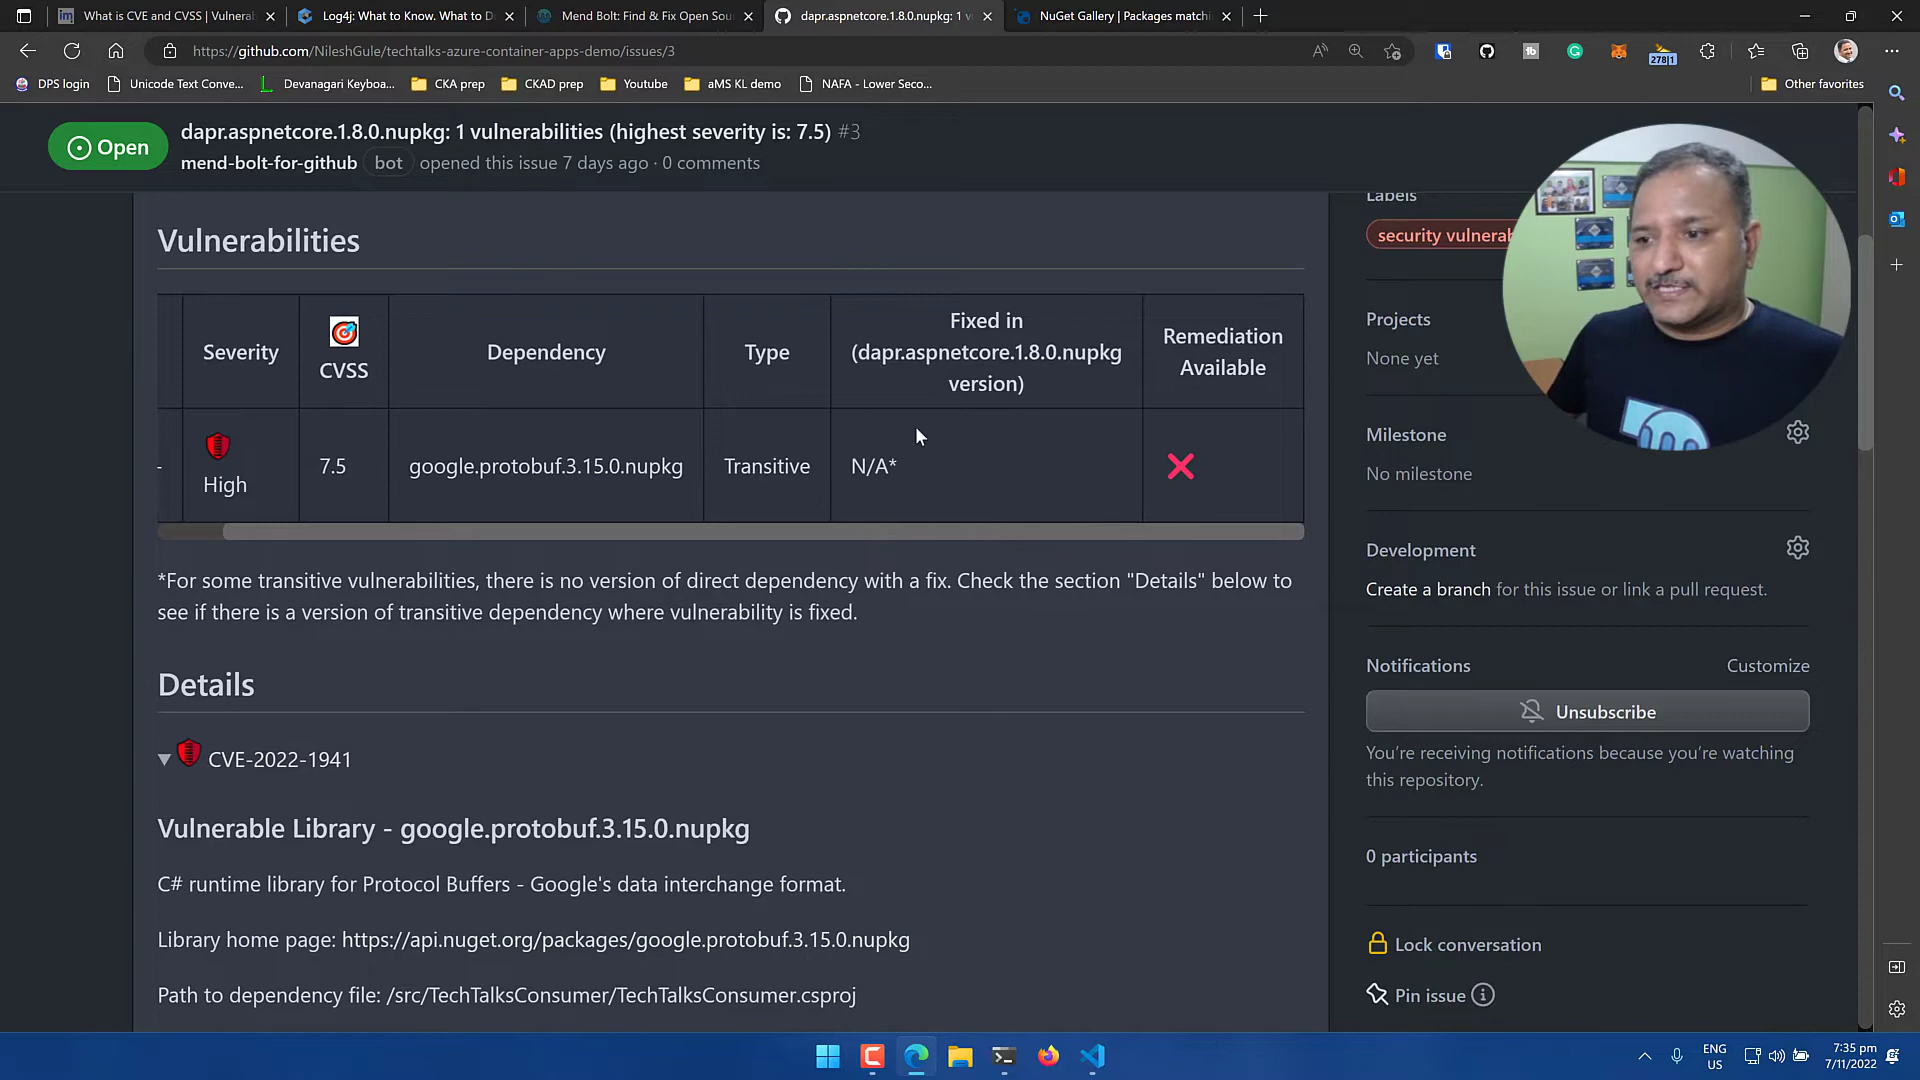 What is CVE and CVSS | Vulnerab
Log4j: What to Know. What to D
Mend Bolt: Find & Fix Open Sou
dapr.aspnetcore.1.8.0.nupkg: 1 v
NuGet Gallery | Packages matchi
https://github.com/NileshGule/techtalks-azure-container-apps-demo/issues/3
278|1
DPS login
Unicode Text Conve...
Devanagari Keyboa...
CKA prep
CKAD prep
Youtube
aMS KL demo
NAFA - Lower Seco...
Other favorites
Open
dapr.aspnetcore.1.8.0.nupkg: 1 vulnerabilities (highest severity is: 7.5) #3
mend-bolt-for-github bot opened this issue 7 days ago · 0 comments
Vulnerabilities
Severity
CVSS
Dependency
Type
Fixed in
(dapr.aspnetcore.1.8.0.nupkg
version)
Remediation
Available
-
High
7.5
google.protobuf.3.15.0.nupkg
Transitive
N/A*
*For some transitive vulnerabilities, there is no version of direct dependency with a fix. Check the section "Details" below to
see if there is a version of transitive dependency where vulnerability is fixed.
Details
CVE-2022-1941
Vulnerable Library - google.protobuf.3.15.0.nupkg
C# runtime library for Protocol Buffers - Google's data interchange format.
Library home page: https://api.nuget.org/packages/google.protobuf.3.15.0.nupkg
Path to dependency file: /src/TechTalksConsumer/TechTalksConsumer.csproj
Labels
security vulnerab
Projects
None yet
Milestone
No milestone
Development
Create a branch for this issue or link a pull request.
Notifications
Customize
Unsubscribe
You're receiving notifications because you're watching
this repository.
0 participants
Lock conversation
Pin issue
ENG
US
7:35 pm
7/11/2022